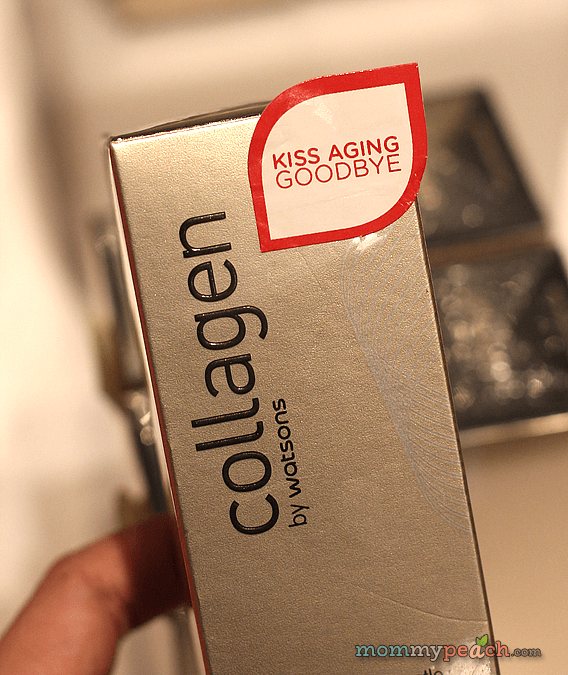 KISS AGING
GOODBYE
collagen
by watsons
mommypeach.com